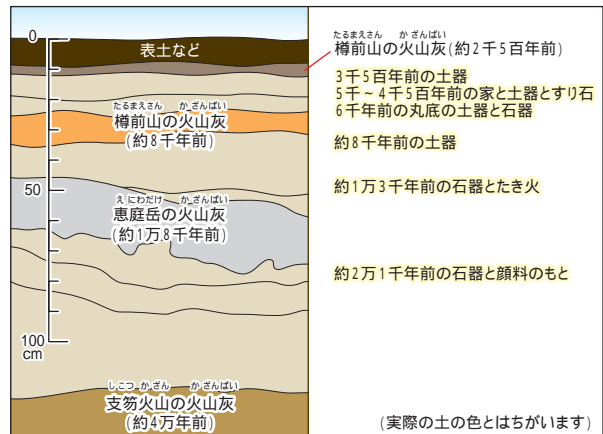 0
表土など
たるまえさん かざんばい
樽前山の火山灰(約2千5百年前)
3千5百年前の土器
5千~4千5百年前の家と土器とすり石
6千年前の丸底の土器と石器
たるまえさん かざんばい
樽前山の火山灰
(約8千年前)
約8千年前の土器
50
約1万3千年前の石器とたき火
えにわだけ かざんばい
恵庭岳の火山灰
(約1万8千年前)
約2万1千年前の石器と顔料のもと
100
cm
しこつかざん かざんばい
支笏火山の火山灰
(約4万年前)
(実際の土の色とはちがいます)